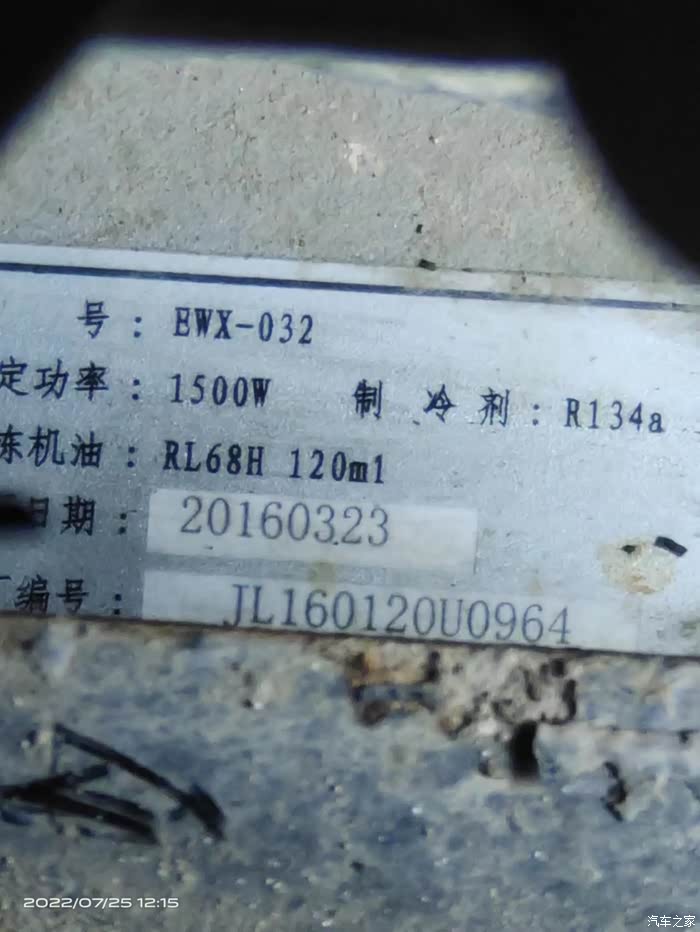 号：EWX-032
定功率：1500W 制冷剂：R134a
冻机油：RL68H 120ml
日期：20160323
编号：JL160120U0964
2022/07/25 12:15
汽车之家